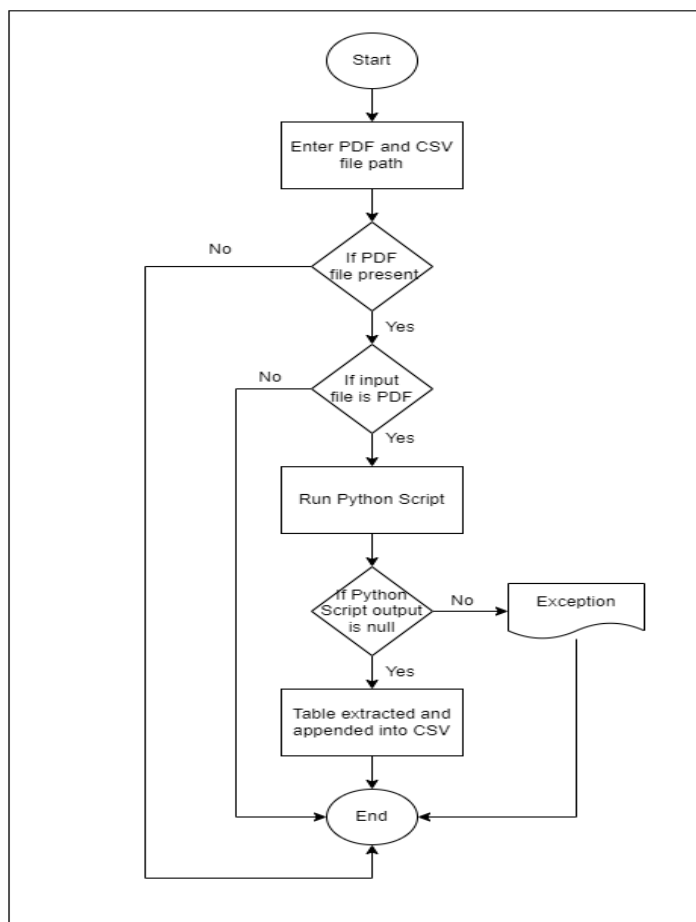 Start
Enter PDF and CSV
file path
No
If PDF
file present
Yes
No
If input
file is PDF
Yes
Run Python Script
If Python
Script output
is null
No
Exception
Yes
Table extracted and
appended into CSV
End